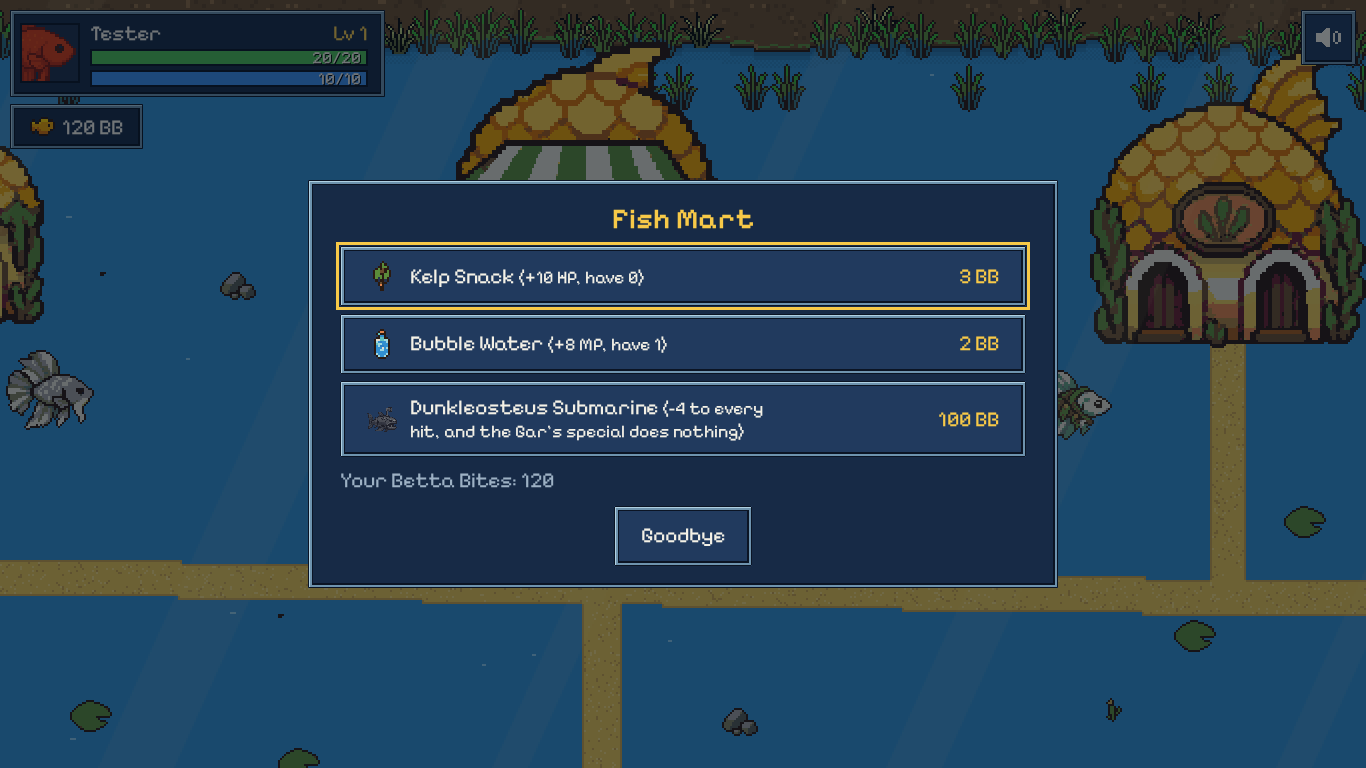 Tester Lv 1
20/20
10/10
120 BB
Fish Mart
Kelp Snack (+10 HP, have 0) 3 BB
Bubble Water (+8 MP, have 1) 2 BB
Dunkleosteus Submarine (-4 to every
hit, and the Gar's special does nothing) 100 BB
Your Betta Bites: 120
Goodbye